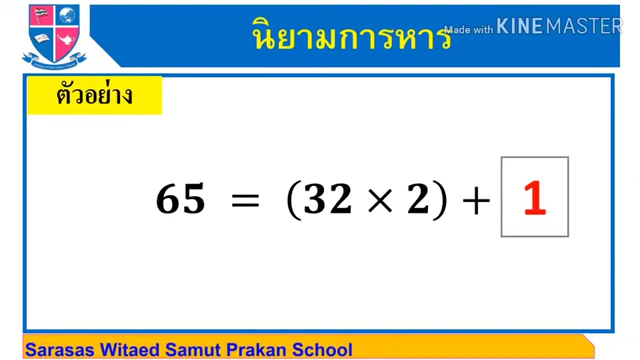 นิยามการหาร
Made with KINEMASTER
ตัวอย่าง
65 = (32 × 2) + 1
Sarasas Witaed Samut Prakan School